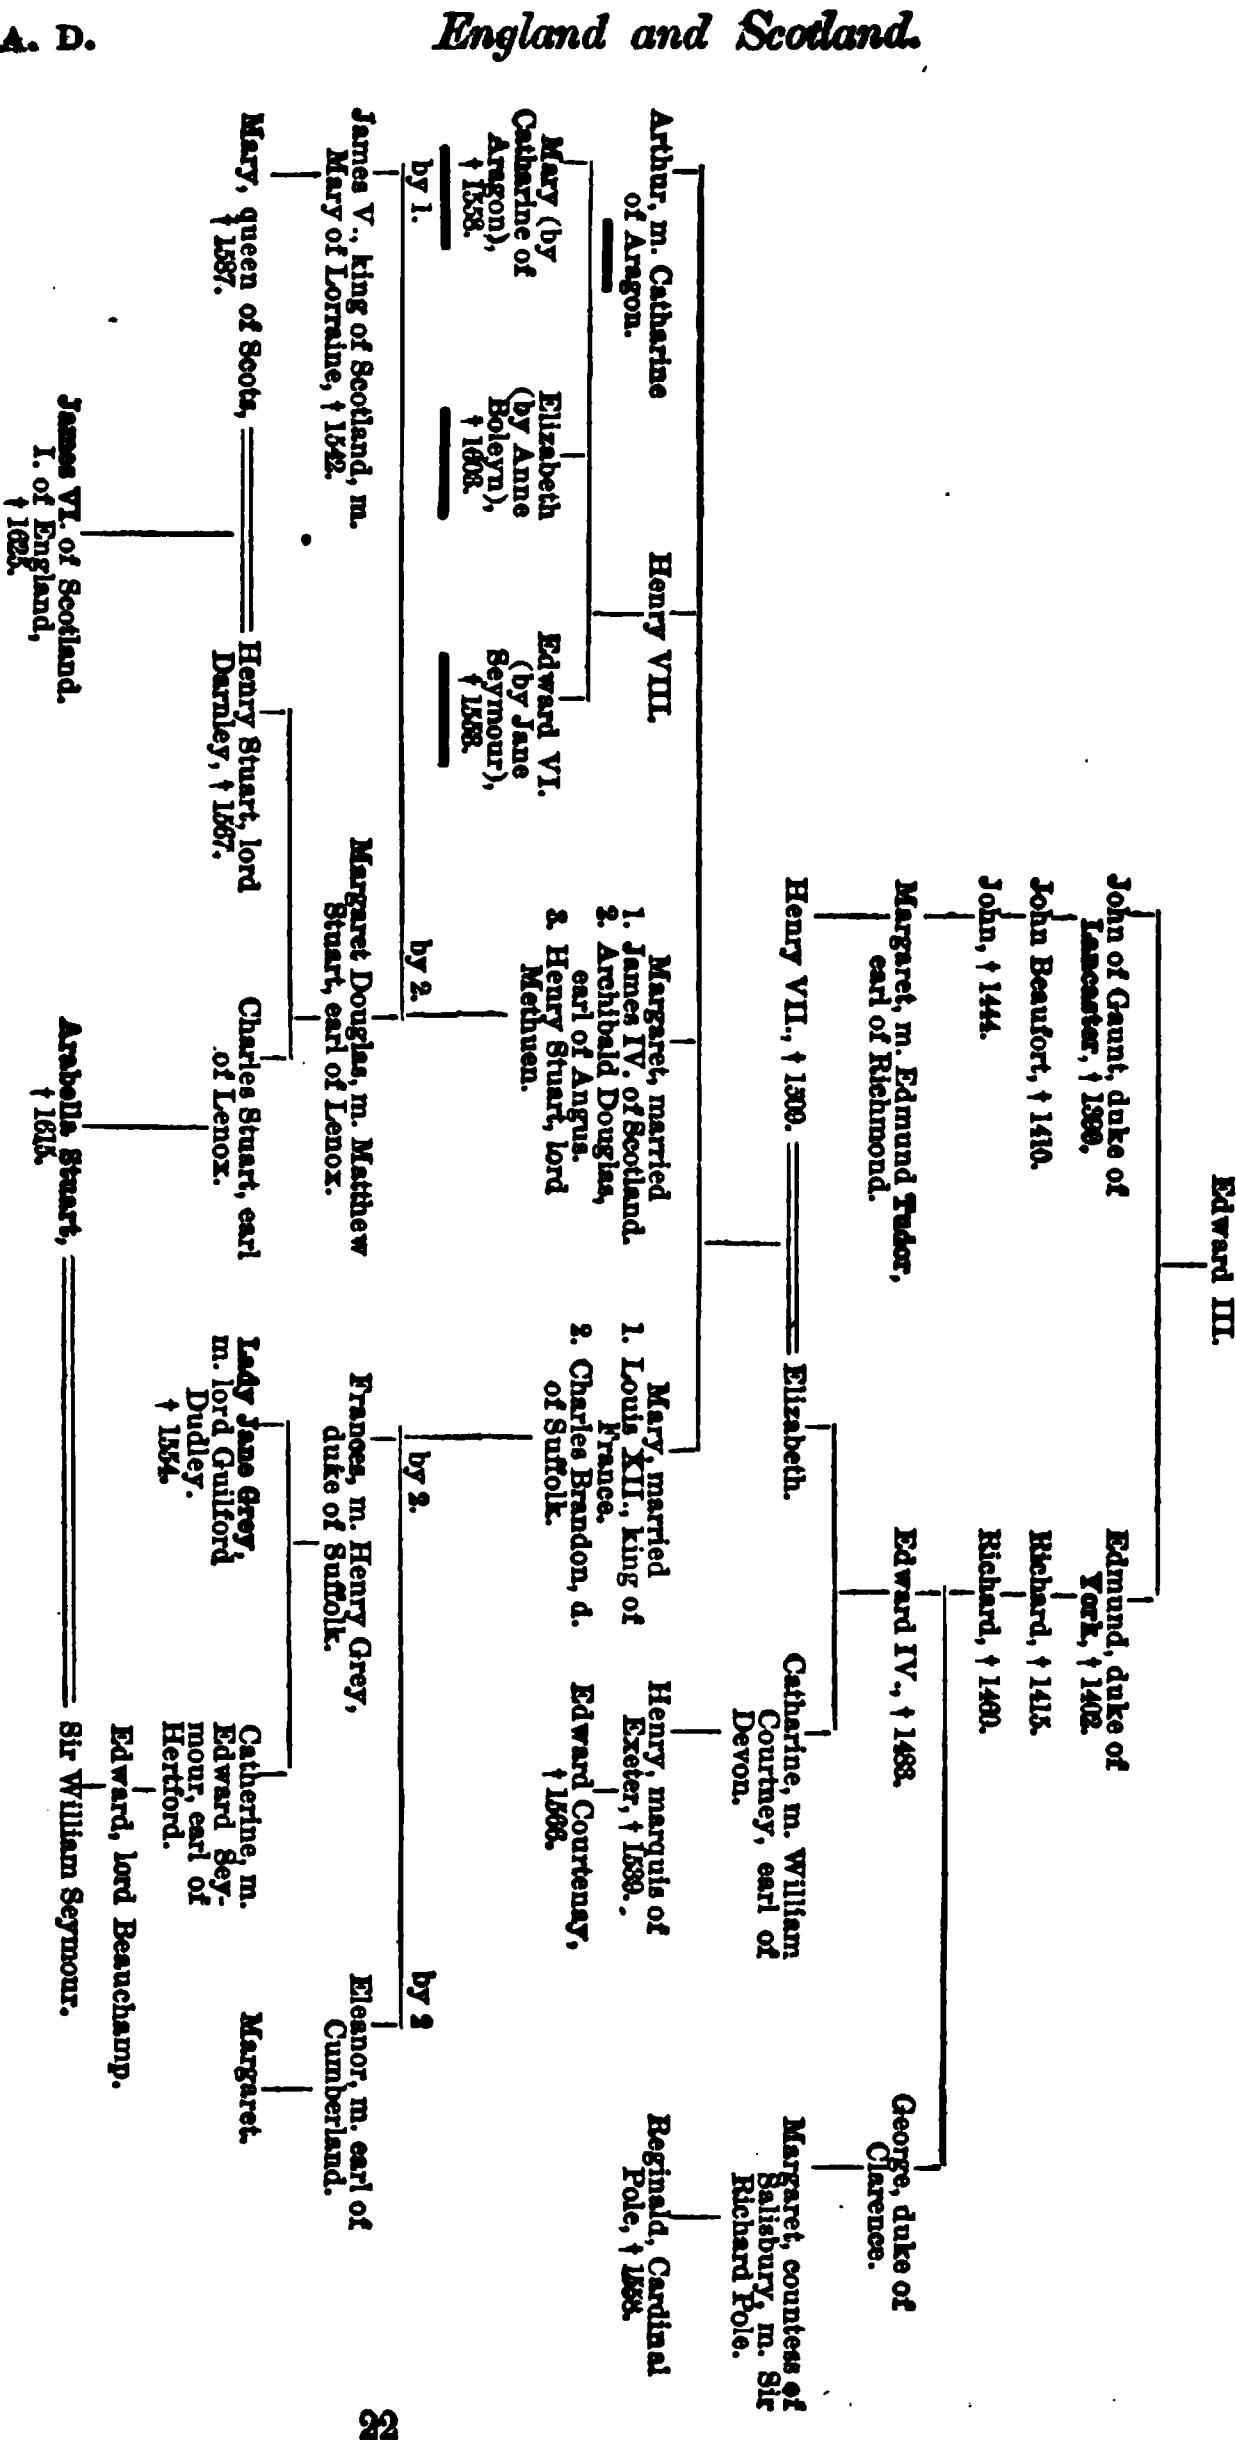 A. D.
England and Scotland.
Edward III.
John of Gaunt, duke of
Lancaster, † 1399.
Edmund, duke of
York, † 1402.
John Beaufort, † 1410.
Richard, † 1415.
John, † 1444.
Richard, † 1460.
Margaret, m. Edmund Tudor,
earl of Richmond.
Edward IV., † 1483.
George, duke of
Clarence.
Henry VII., † 1509.
Elizabeth.
Catharine, m. William
Courtney, earl of
Devon.
Margaret, countess of
Salisbury, m. Sir
Richard Pole.
Arthur, m. Catharine
of Aragon.
Henry VIII.
Margaret, married
1. James IV. of Scotland.
2. Archibald Douglas,
earl of Angus.
3. Henry Stuart, lord
Methuen.
Mary, married
1. Louis XII., king of
France.
2. Charles Brandon, d.
of Suffolk.
Henry, marquis of
Exeter, † 1539.
Edward Courtenay,
† 1566.
Reginald, Cardinal
Pole, † 1558.
Mary (by
Catharine of
Aragon),
† 1558.
Elizabeth
(by Anne
Boleyn),
† 1603.
Edward VI.
(by Jane
Seymour),
† 1553.
by 1.
by 2.
by 2.
by 2
James V., king of Scotland, m.
Mary of Lorraine, † 1542.
Margaret Douglas, m. Matthew
Stuart, earl of Lenox.
Frances, m. Henry Grey,
duke of Suffolk.
Eleanor, m. earl of
Cumberland.
Mary, queen of Scots,
† 1587.
Henry Stuart, lord
Darnley, † 1567.
Charles Stuart, earl
of Lenox.
Lady Jane Grey,
m. lord Guilford
Dudley.
† 1554.
Catherine, m.
Edward Sey-
mour, earl of
Hertford.
Margaret.
Edward, lord Beauchamp.
James VI. of Scotland.
I. of England,
† 1625.
Arabella Stuart,
† 1615.
Sir William Seymour.
22